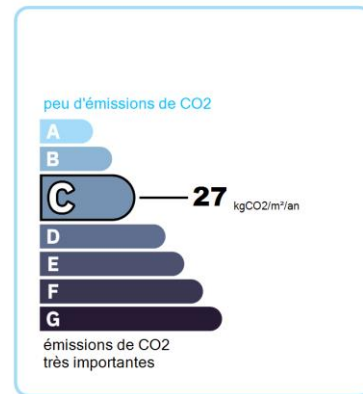 peu d'émissions de CO2
A
B
C 27 kgCO2/m²/an
D
E
F
G
émissions de CO2
très importantes